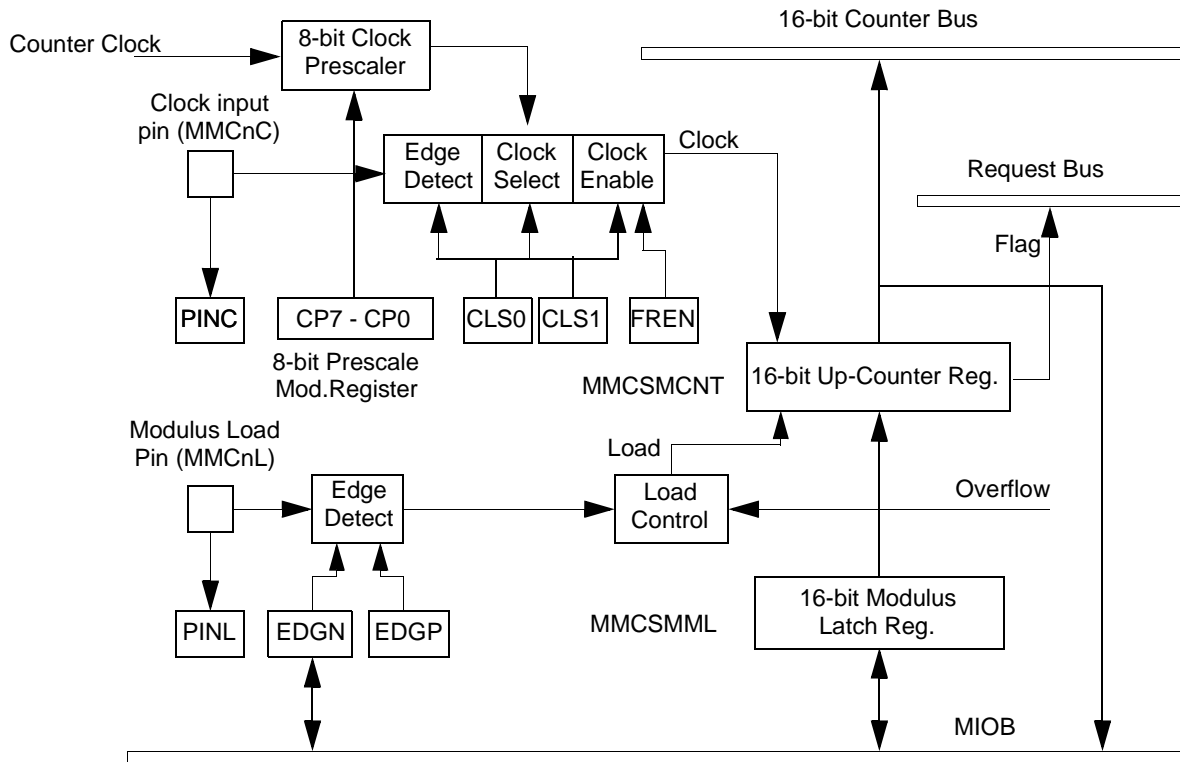 16-bit Counter Bus
Counter Clock
8-bit Clock
Prescaler
Clock input
pin (MMCnC)
Edge
Detect
Clock
Select
Clock
Enable
Clock
Request Bus
Flag
PINC
CP7 - CP0
CLS0
CLS1
FREN
8-bit Prescale
Mod.Register
MMCSMCNT
16-bit Up-Counter Reg.
Modulus Load
Pin (MMCnL)
Load
Edge
Detect
Load
Control
Overflow
PINL
EDGN
EDGP
MMCSMML
16-bit Modulus
Latch Reg.
MIOB